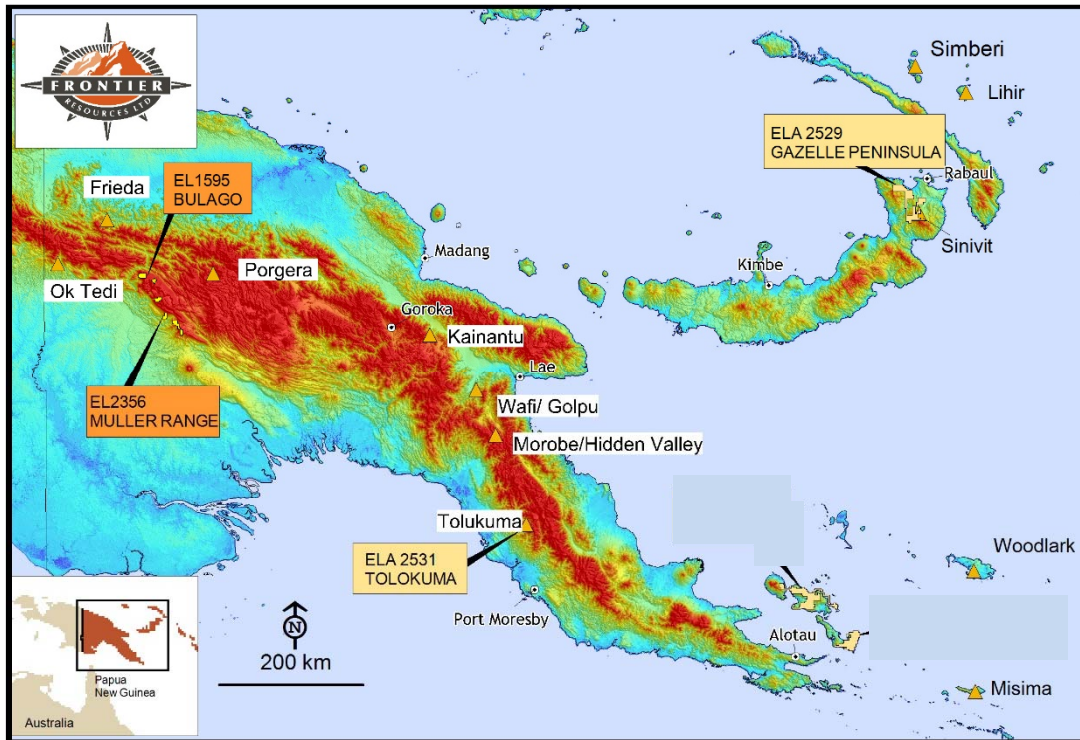 FRONTIER
RESOURCES LTD
Simberi
Lihir
ELA 2529
GAZELLE PENINSULA
Rabaul
Sinivit
Kimbe
EL1595
BULAGO
Frieda
Ok Tedi
Porgera
Madang
Goroka
Kainantu
Lae
EL2356
MULLER RANGE
Wafi/ Golpu
Morobe/Hidden Valley
Tolukuma
ELA 2531
TOLOKUMA
Port Moresby
Woodlark
Alotau
Misima
N
200 km
Papua
New Guinea
Australia